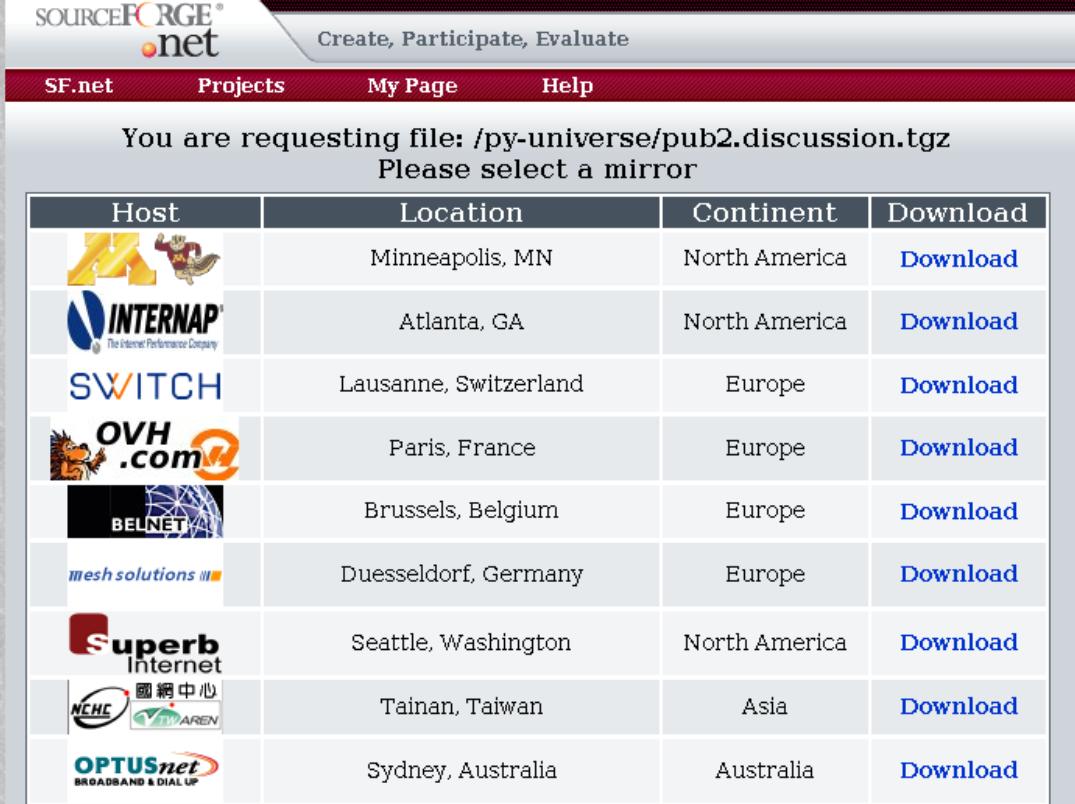 SOURCEFORGE®
.net
Create, Participate, Evaluate
SF.net Projects My Page Help
You are requesting file: /py-universe/pub2.discussion.tgz
Please select a mirror
Host Location Continent Download
M Minneapolis, MN North America Download
INTERNAP®
The Internet Performance Company
Atlanta, GA North America Download
SWITCH Lausanne, Switzerland Europe Download
OVH
.com
Paris, France Europe Download
BELNET Brussels, Belgium Europe Download
mesh solutions Duesseldorf, Germany Europe Download
Superb
Internet
Seattle, Washington North America Download
國網中心
NCHC TWAREN
Tainan, Taiwan Asia Download
OPTUSnet
BROADBAND & DIAL UP
Sydney, Australia Australia Download